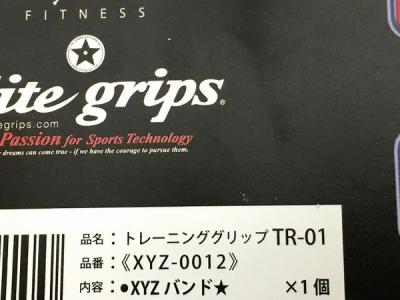 FITNESS
ite grips®
egrips.com
Passion for Sports Technology
dreams can come true - if we have the courage to pursue them.
品名：トレーニンググリップ TR-01
品番：《XYZ-0012》
内容：●XYZ バンド★ ×1個